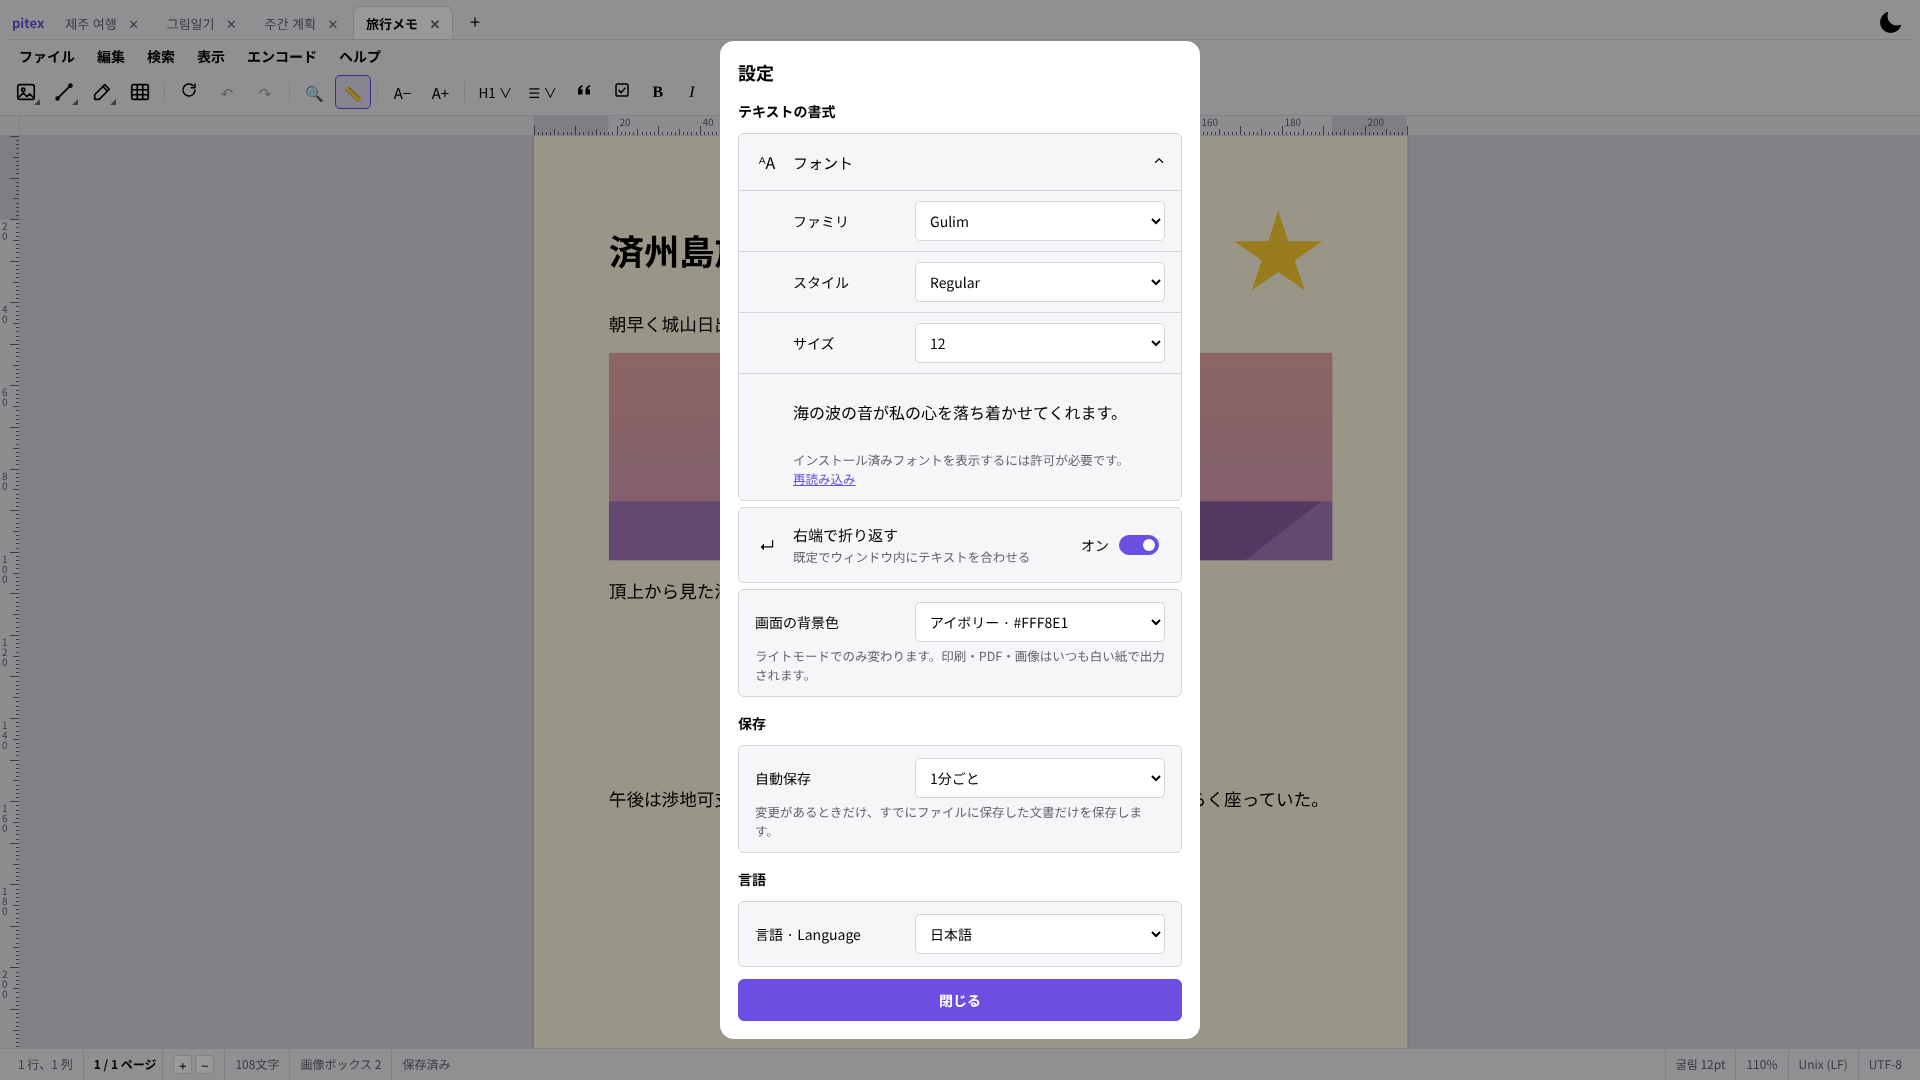 pitex 제주 여행 × 그림일기 × 주간 계획 × 旅行メモ × +
ファイル 編集 検索 表示 エンコード ヘルプ
A− A+ H1 ∨ ☰ ∨ B I
20 40 160 180 200
設定
テキストの書式
AA フォント
ファミリ Gulim
スタイル Regular
サイズ 12
海の波の音が私の心を落ち着かせてくれます。
インストール済みフォントを表示するには許可が必要です。
再読み込み
右端で折り返す
既定でウィンドウ内にテキストを合わせる
オン
画面の背景色 アイボリー · #FFF8E1
ライトモードでのみ変わります。印刷・PDF・画像はいつも白い紙で出力
されます。
保存
自動保存 1分ごと
変更があるときだけ、すでにファイルに保存した文書だけを保存しま
す。
言語
言語 · Language 日本語
閉じる
済州島
朝早く城山日
頂上から見た
午後は渉地可 く座っていた。
20
40
60
80
100
120
140
160
180
200
1 行、1 列 1 / 1 ページ + − 108文字 画像ボックス 2 保存済み 굴림 12pt 110% Unix (LF) UTF-8